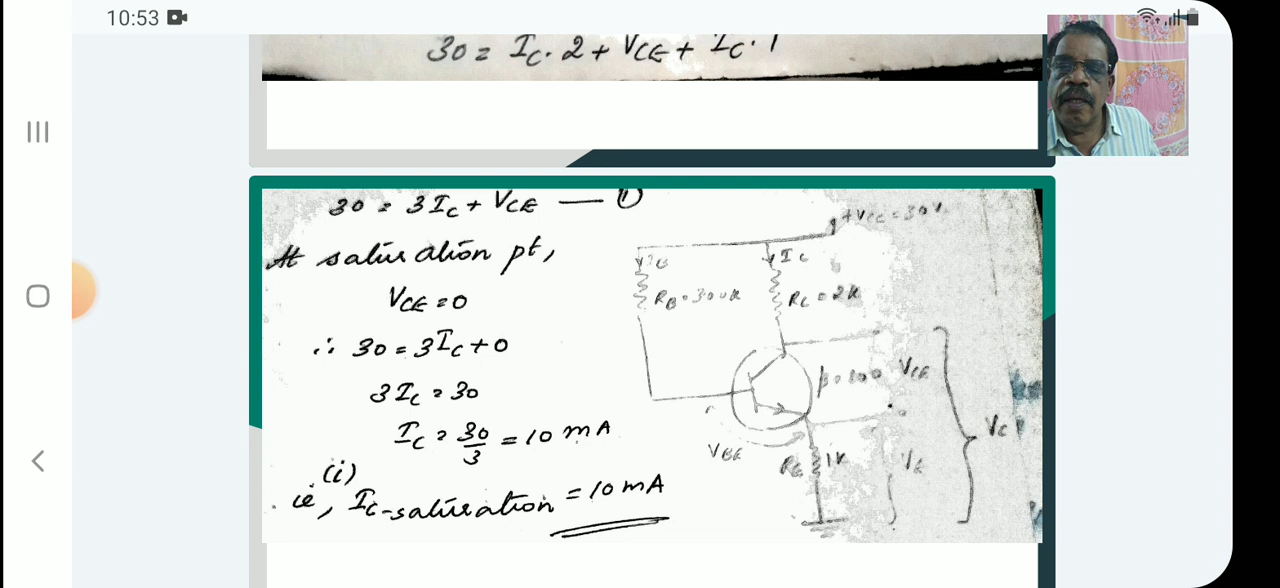 10:53
30 = IC. 2 + VCE + IC. 1
30 = 3IC + VCE — ①
At saturation pt,
VCE = 0
∴ 30 = 3IC + 0
3IC = 30
IC = 30/3 = 10 mA
(i)
ie, IC-saturation = 10 mA
+VCC = 30V
IB
IC
RB = 300K
RC = 2K
β = 100
VCE
VC
VBE
RE 1K
VE